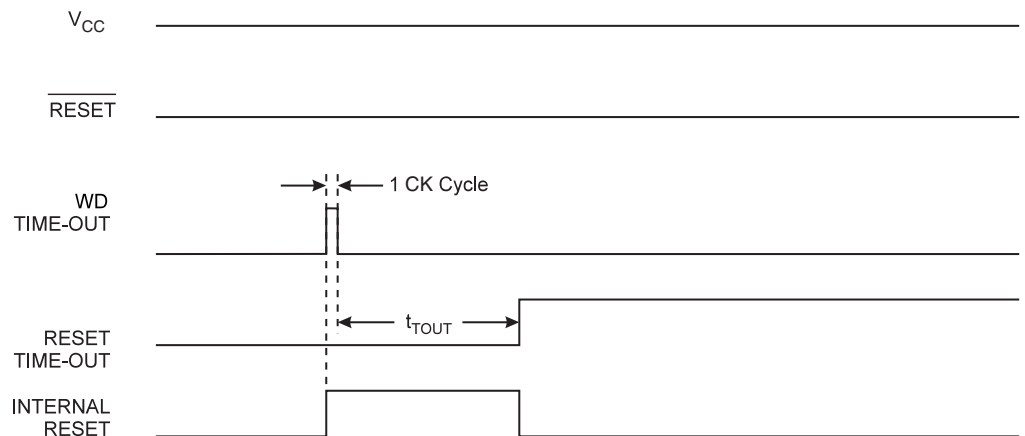 VCC
RESET
1 CK Cycle
WD
TIME-OUT
tTOUT
RESET
TIME-OUT
INTERNAL
RESET